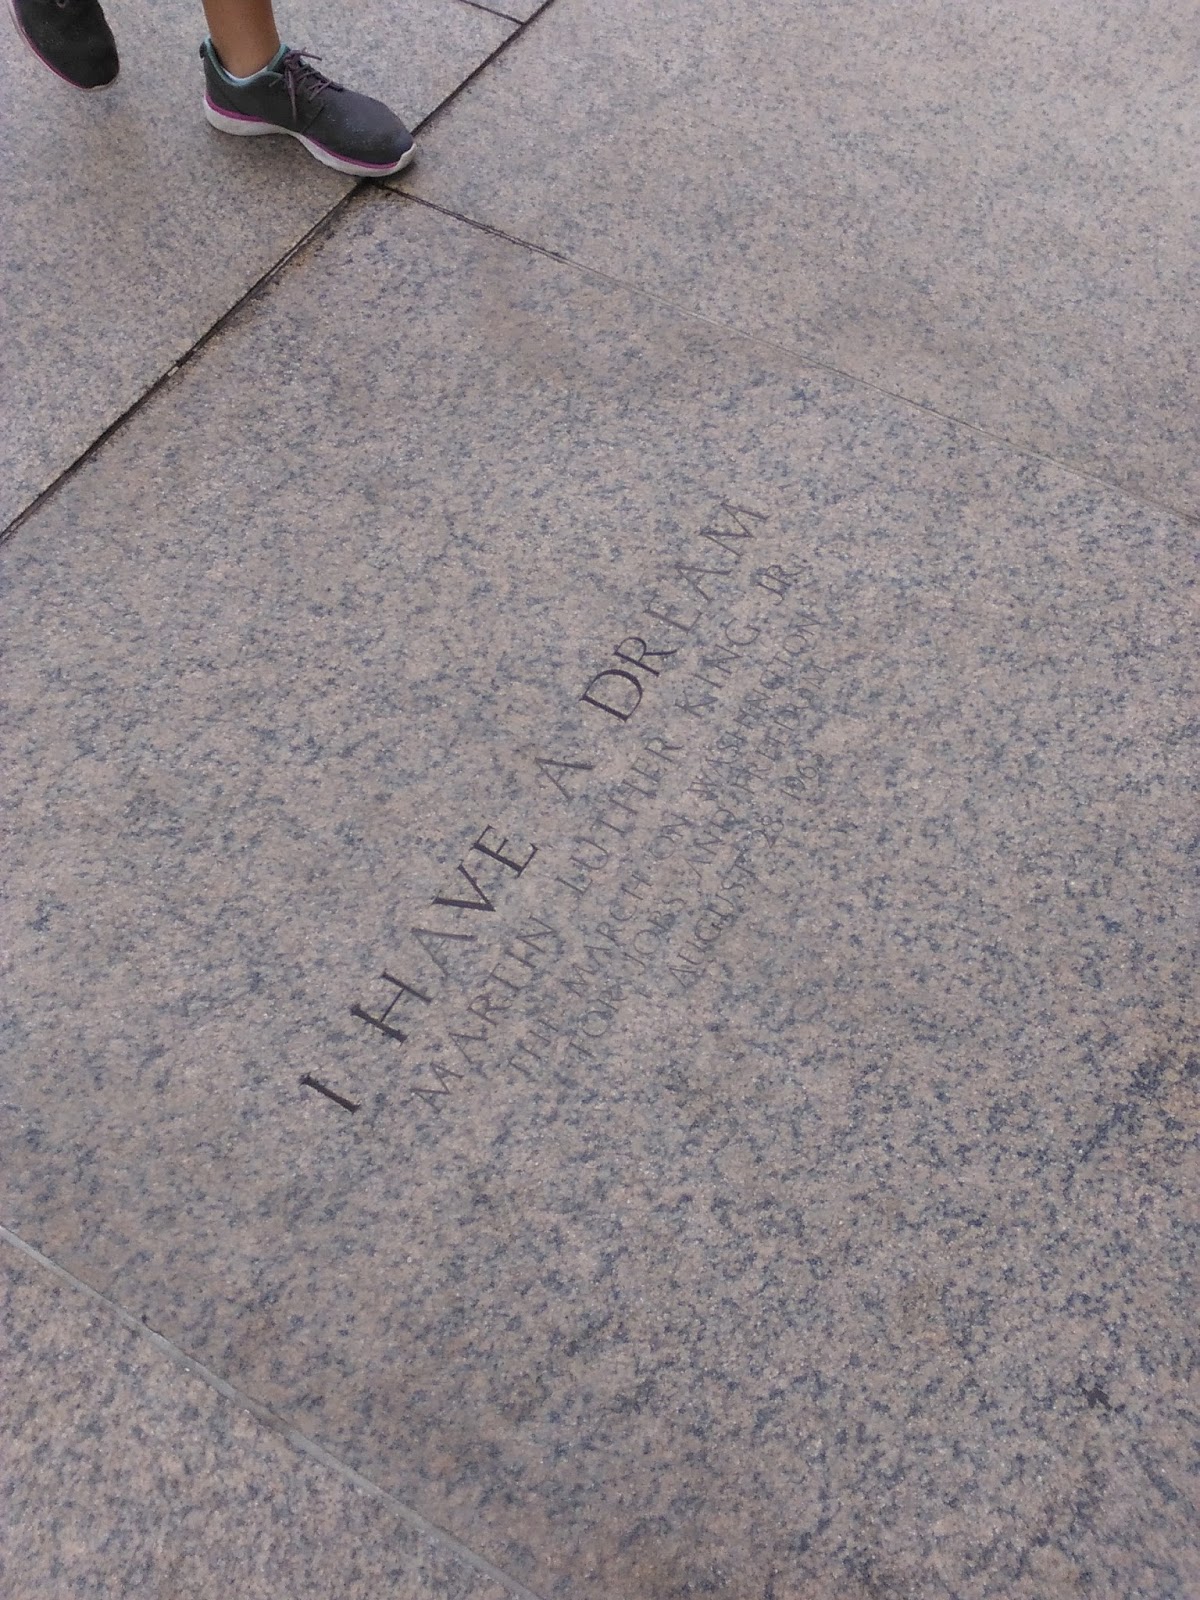 I HAVE A DREAM
MARTIN LUTHER KING JR.
THE MARCH ON WASHINGTON
FOR JOBS AND FREEDOM
AUGUST 28, 1963